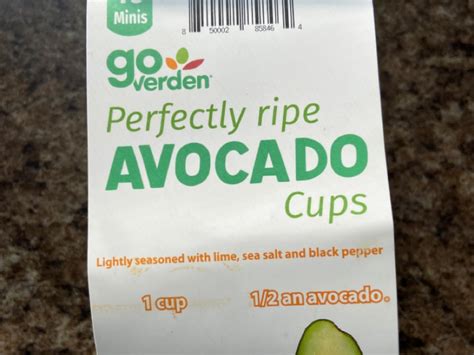 Minis
8 50002 85846 4
go
verden®
Perfectly ripe
AVOCADO
Cups
Lightly seasoned with lime, sea salt and black pepper
1 cup 1/2 an avocado.